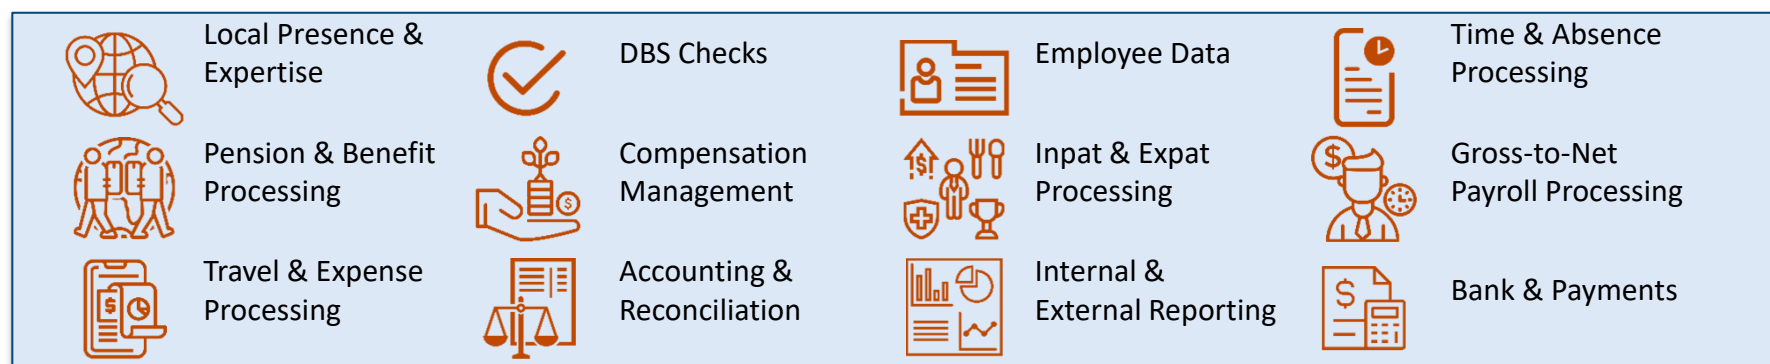 Local Presence &
Expertise
DBS Checks
Employee Data
Time & Absence
Processing
Pension & Benefit
Processing
Compensation
Management
Inpat & Expat
Processing
Gross-to-Net
Payroll Processing
Travel & Expense
Processing
Accounting &
Reconciliation
Internal &
External Reporting
Bank & Payments